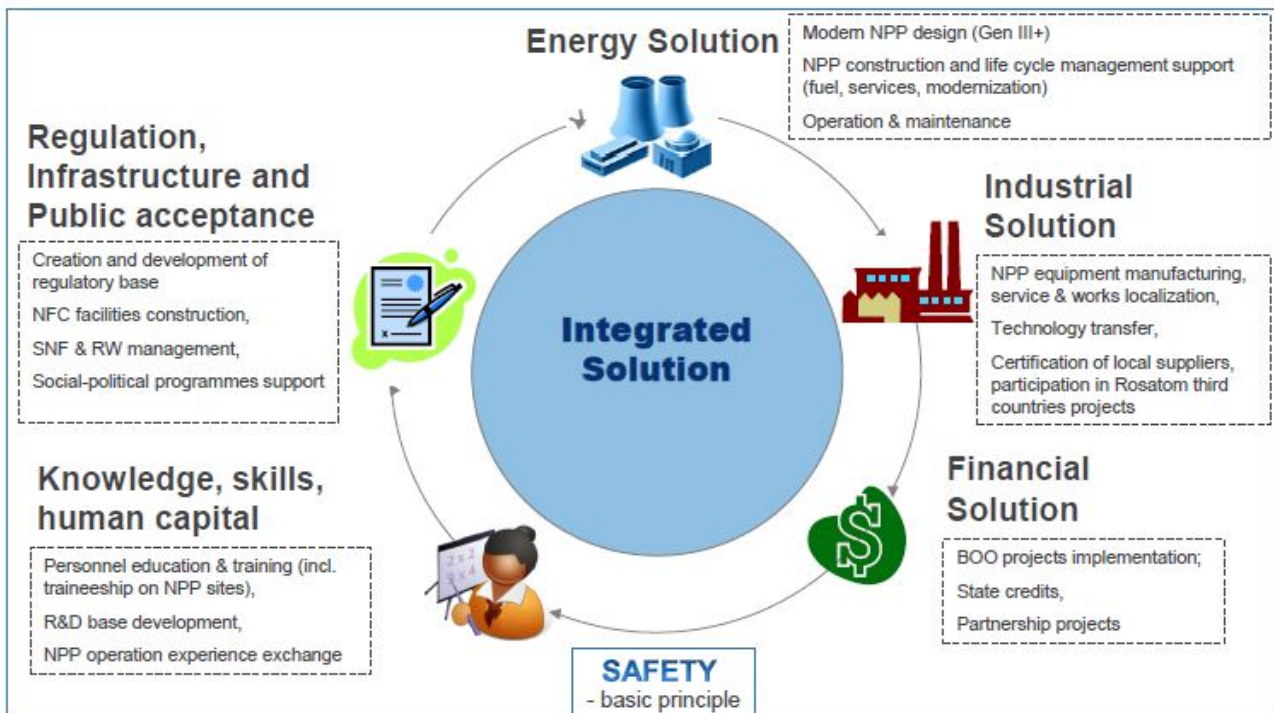 Energy Solution
Modern NPP design (Gen III+)
NPP construction and life cycle management support
(fuel, services, modernization)
Operation & maintenance
Industrial
Solution
NPP equipment manufacturing,
service & works localization,
Technology transfer,
Certification of local suppliers,
participation in Rosatom third
countries projects
Financial
Solution
BOO projects implementation;
State credits,
Partnership projects
Knowledge, skills,
human capital
Personnel education & training (incl.
traineeship on NPP sites),
R&D base development,
NPP operation experience exchange
Regulation,
Infrastructure and
Public acceptance
Creation and development of
regulatory base
NFC facilities construction,
SNF & RW management,
Social-political programmes support
Integrated
Solution
2 x 2
3 x 4
$
x
SAFETY
- basic principle